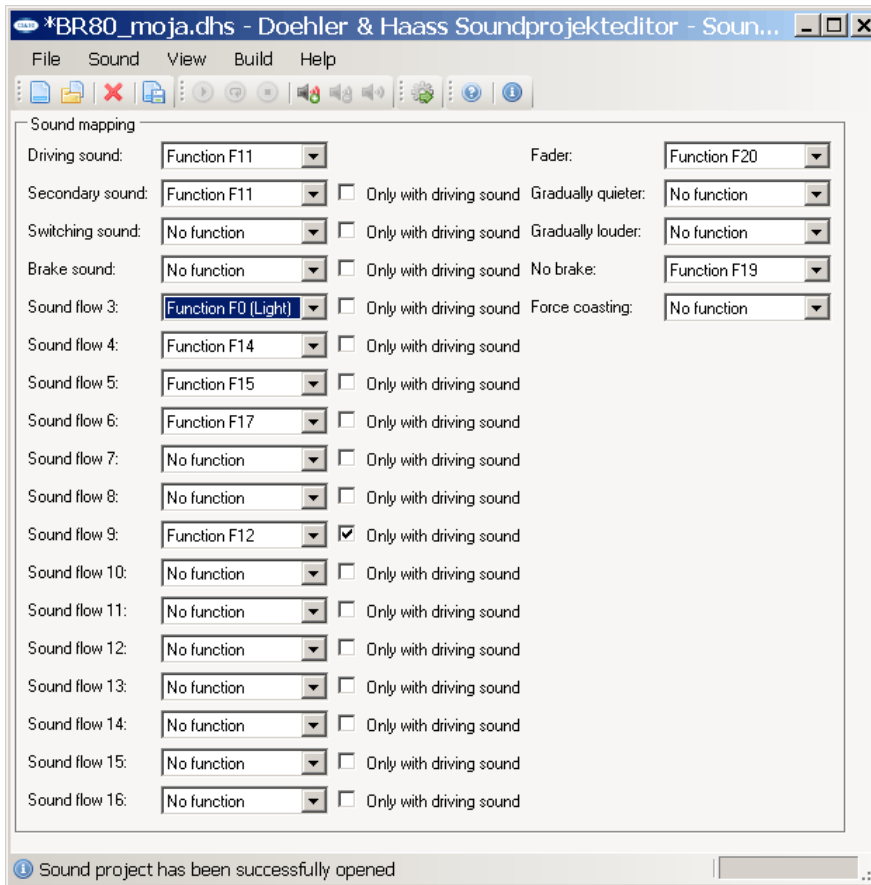 *BR80_moja.dhs - Doehler & Haass Soundprojekteditor - Soun...
File Sound View Build Help
Sound mapping
Driving sound: Function F11 Fader: Function F20
Secondary sound: Function F11 Only with driving sound Gradually quieter: No function
Switching sound: No function Only with driving sound Gradually louder: No function
Brake sound: No function Only with driving sound No brake: Function F19
Sound flow 3: Function F0 (Light) Only with driving sound Force coasting: No function
Sound flow 4: Function F14 Only with driving sound
Sound flow 5: Function F15 Only with driving sound
Sound flow 6: Function F17 Only with driving sound
Sound flow 7: No function Only with driving sound
Sound flow 8: No function Only with driving sound
Sound flow 9: Function F12 Only with driving sound
Sound flow 10: No function Only with driving sound
Sound flow 11: No function Only with driving sound
Sound flow 12: No function Only with driving sound
Sound flow 13: No function Only with driving sound
Sound flow 14: No function Only with driving sound
Sound flow 15: No function Only with driving sound
Sound flow 16: No function Only with driving sound
Sound project has been successfully opened